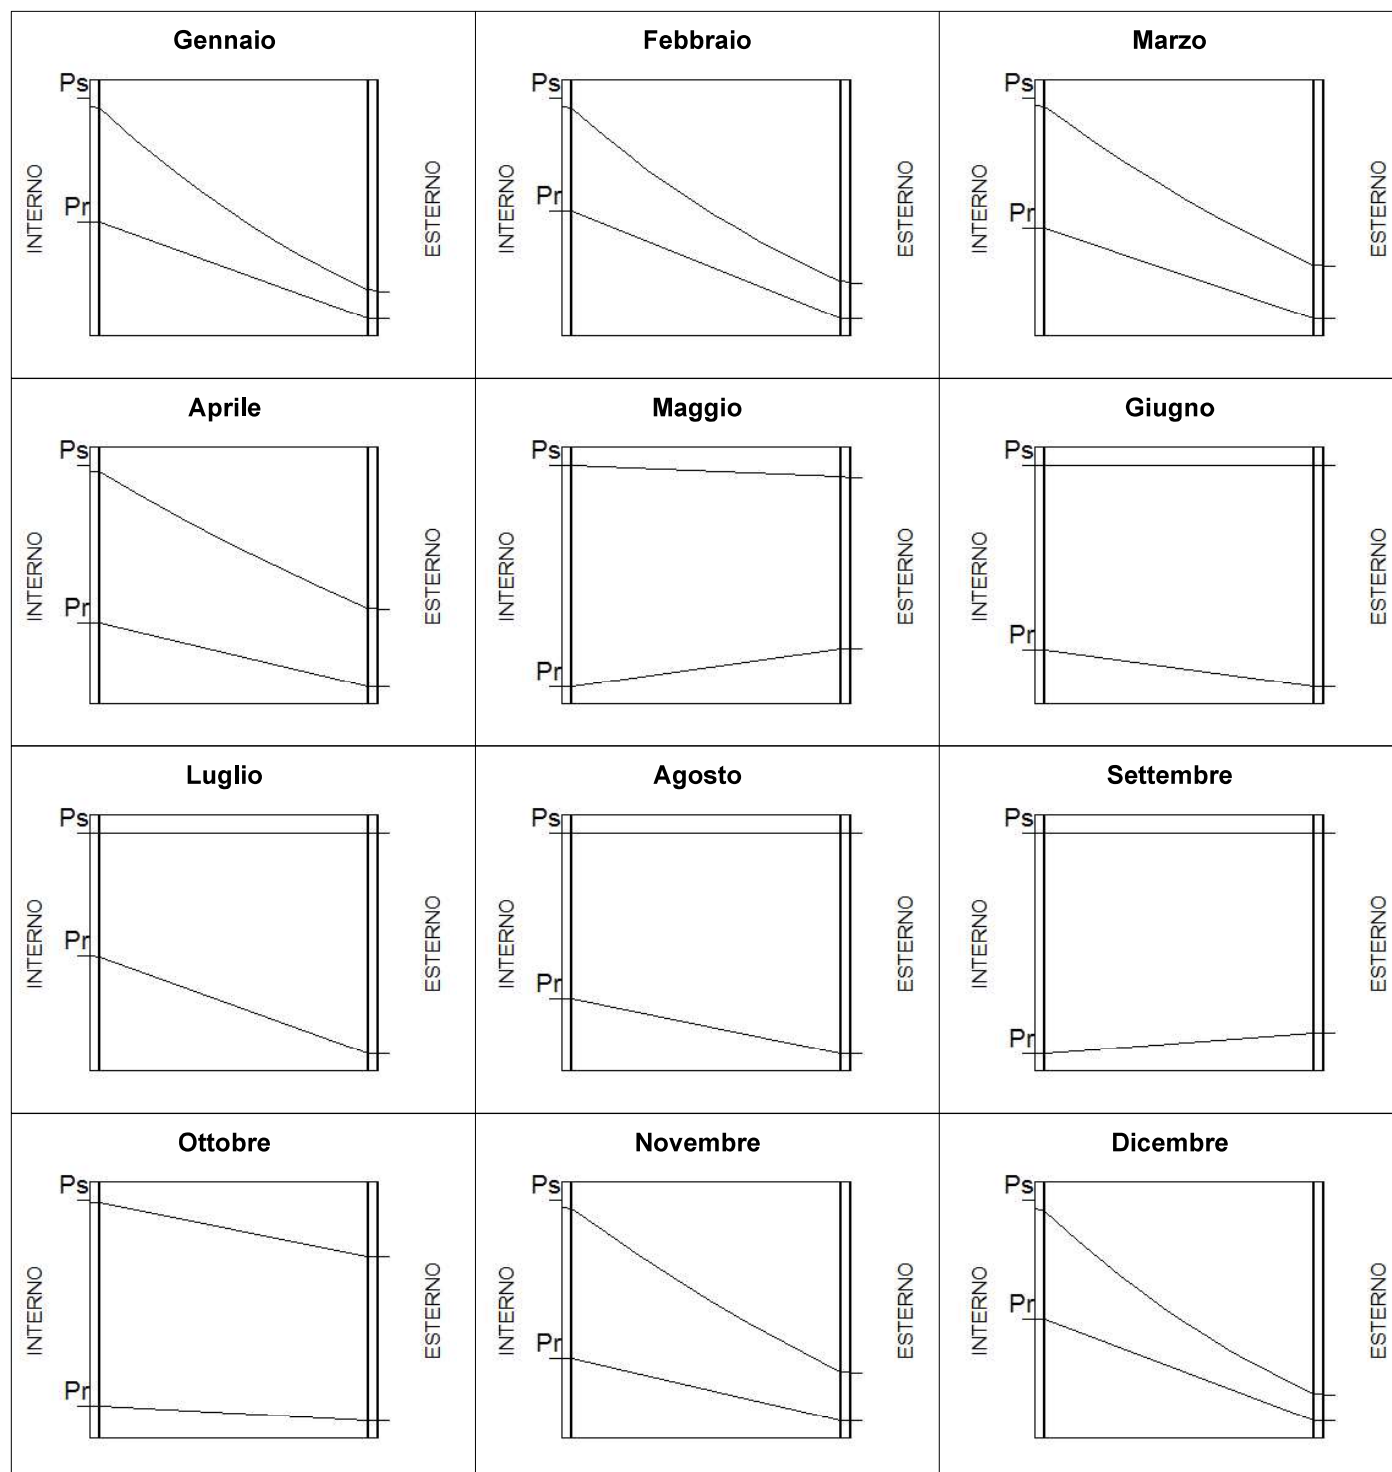 Gennaio
Ps
Pr
INTERNO
ESTERNO
Febbraio
Ps
Pr
INTERNO
ESTERNO
Marzo
Ps
Pr
INTERNO
ESTERNO
Aprile
Ps
Pr
INTERNO
ESTERNO
Maggio
Ps
Pr
INTERNO
ESTERNO
Giugno
Ps
Pr
INTERNO
ESTERNO
Luglio
Ps
Pr
INTERNO
ESTERNO
Agosto
Ps
Pr
INTERNO
ESTERNO
Settembre
Ps
Pr
INTERNO
ESTERNO
Ottobre
Ps
Pr
INTERNO
ESTERNO
Novembre
Ps
Pr
INTERNO
ESTERNO
Dicembre
Ps
Pr
INTERNO
ESTERNO